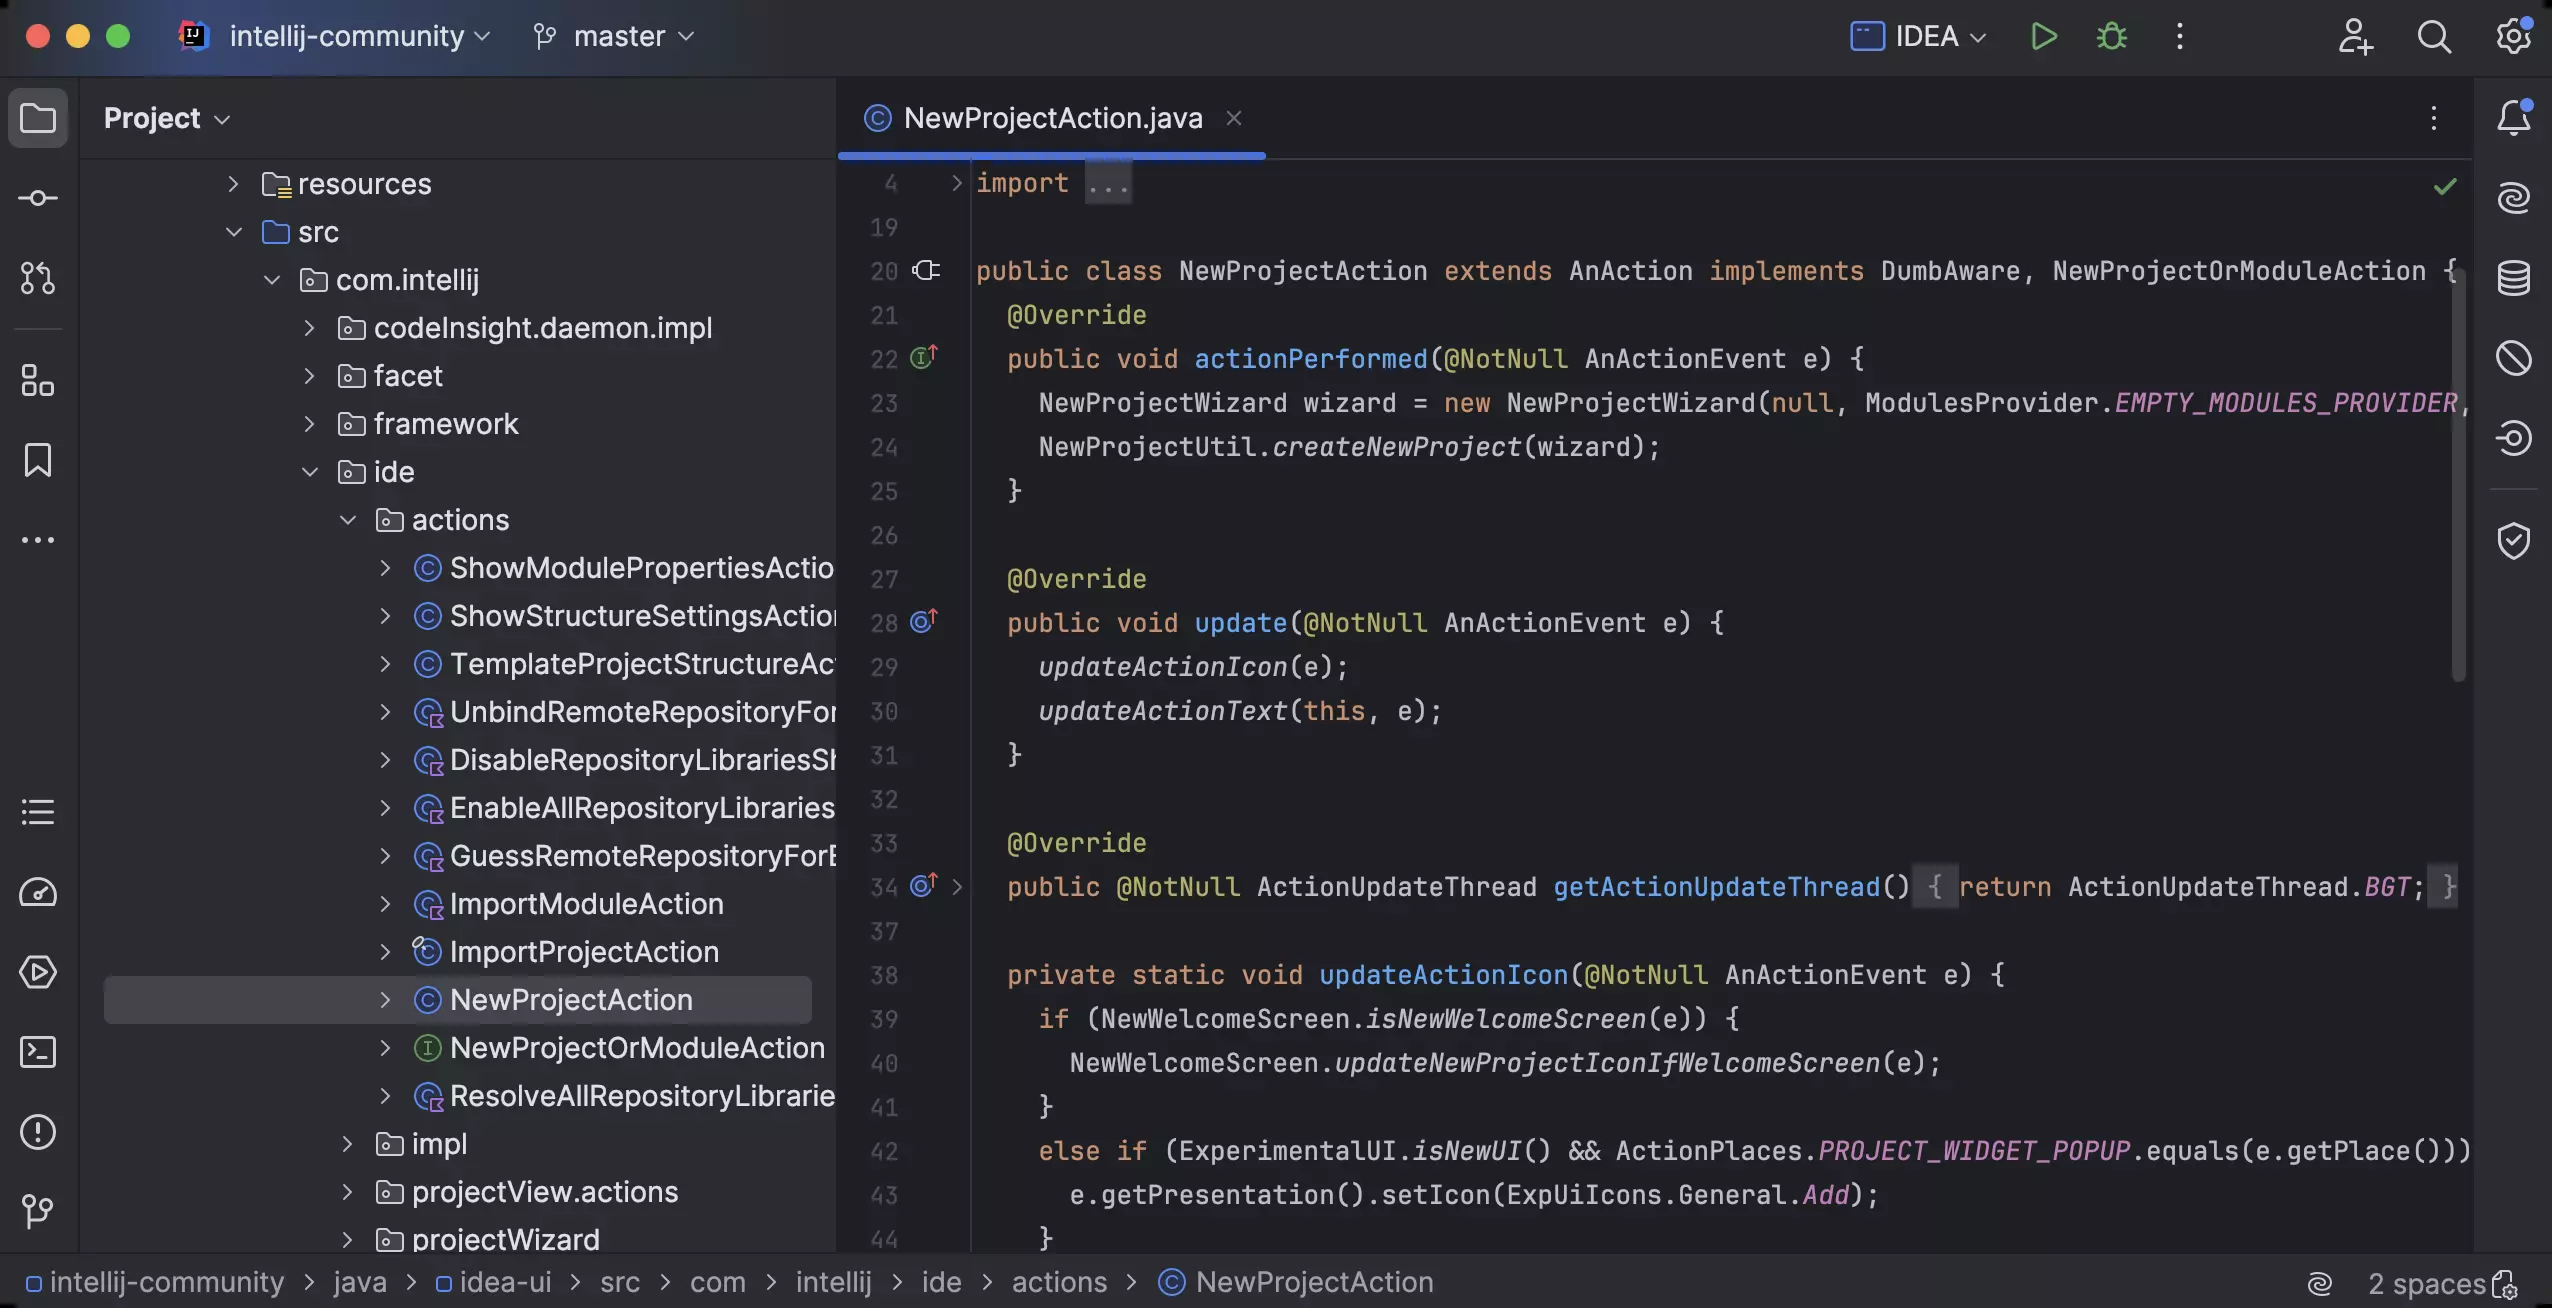 IJ intellij-community master IDEA
Project
resources
src
com.intellij
codeInsight.daemon.impl
facet
framework
ide
actions
ShowModulePropertiesActio
ShowStructureSettingsAction
TemplateProjectStructureAc
UnbindRemoteRepositoryFor
DisableRepositoryLibrariesSh
EnableAllRepositoryLibraries
GuessRemoteRepositoryForE
ImportModuleAction
ImportProjectAction
NewProjectAction
NewProjectOrModuleAction
ResolveAllRepositoryLibrarie
impl
projectView.actions
projectWizard
NewProjectAction.java
4 import ...
19
20 public class NewProjectAction extends AnAction implements DumbAware, NewProjectOrModuleAction {
21 @Override
22 public void actionPerformed(@NotNull AnActionEvent e) {
23 NewProjectWizard wizard = new NewProjectWizard(null, ModulesProvider.EMPTY_MODULES_PROVIDER,
24 NewProjectUtil.createNewProject(wizard);
25 }
26
27 @Override
28 public void update(@NotNull AnActionEvent e) {
29 updateActionIcon(e);
30 updateActionText(this, e);
31 }
32
33 @Override
34 public @NotNull ActionUpdateThread getActionUpdateThread() { return ActionUpdateThread.BGT; }
37
38 private static void updateActionIcon(@NotNull AnActionEvent e) {
39 if (NewWelcomeScreen.isNewWelcomeScreen(e)) {
40 NewWelcomeScreen.updateNewProjectIconIfWelcomeScreen(e);
41 }
42 else if (ExperimentalUI.isNewUI() && ActionPlaces.PROJECT_WIDGET_POPUP.equals(e.getPlace()))
43 e.getPresentation().setIcon(ExpUiIcons.General.Add);
44 }
intellij-community > java > idea-ui > src > com > intellij > ide > actions > NewProjectAction 2 spaces